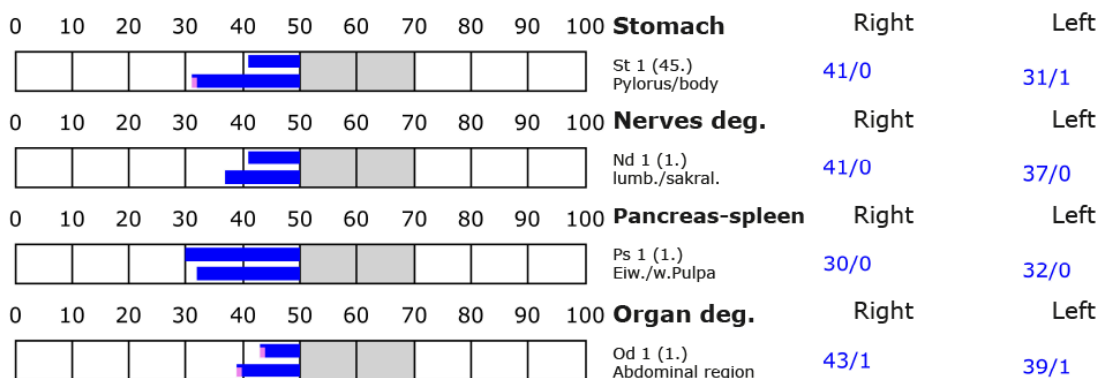 0 10 20 30 40 50 60 70 80 90 100 Stomach Right Left
St 1 (45.) 41/0 31/1
Pylorus/body
0 10 20 30 40 50 60 70 80 90 100 Nerves deg. Right Left
Nd 1 (1.) 41/0 37/0
lumb./sakral.
0 10 20 30 40 50 60 70 80 90 100 Pancreas-spleen Right Left
Ps 1 (1.) 30/0 32/0
Eiw./w.Pulpa
0 10 20 30 40 50 60 70 80 90 100 Organ deg. Right Left
Od 1 (1.) 43/1 39/1
Abdominal region